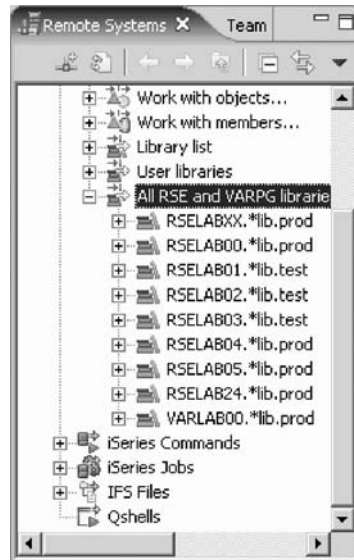 Remote Systems Team
Work with objects...
Work with members...
Library list
User libraries
All RSE and VARPG librarie
RSELABXX.*lib.prod
RSELAB00.*lib.prod
RSELAB01.*lib.test
RSELAB02.*lib.test
RSELAB03.*lib.test
RSELAB04.*lib.prod
RSELAB05.*lib.prod
RSELAB24.*lib.prod
VARLAB00.*lib.prod
iSeries Commands
iSeries Jobs
IFS Files
Qshells